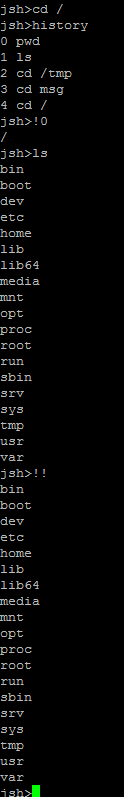 jsh>cd /
jsh>history
0 pwd
1 ls
2 cd /tmp
3 cd msg
4 cd /
jsh>!0
/
jsh>ls
bin
boot
dev
etc
home
lib
lib64
media
mnt
opt
proc
root
run
sbin
srv
sys
tmp
usr
var
jsh>!!
bin
boot
dev
etc
home
lib
lib64
media
mnt
opt
proc
root
run
sbin
srv
sys
tmp
usr
var
jsh>